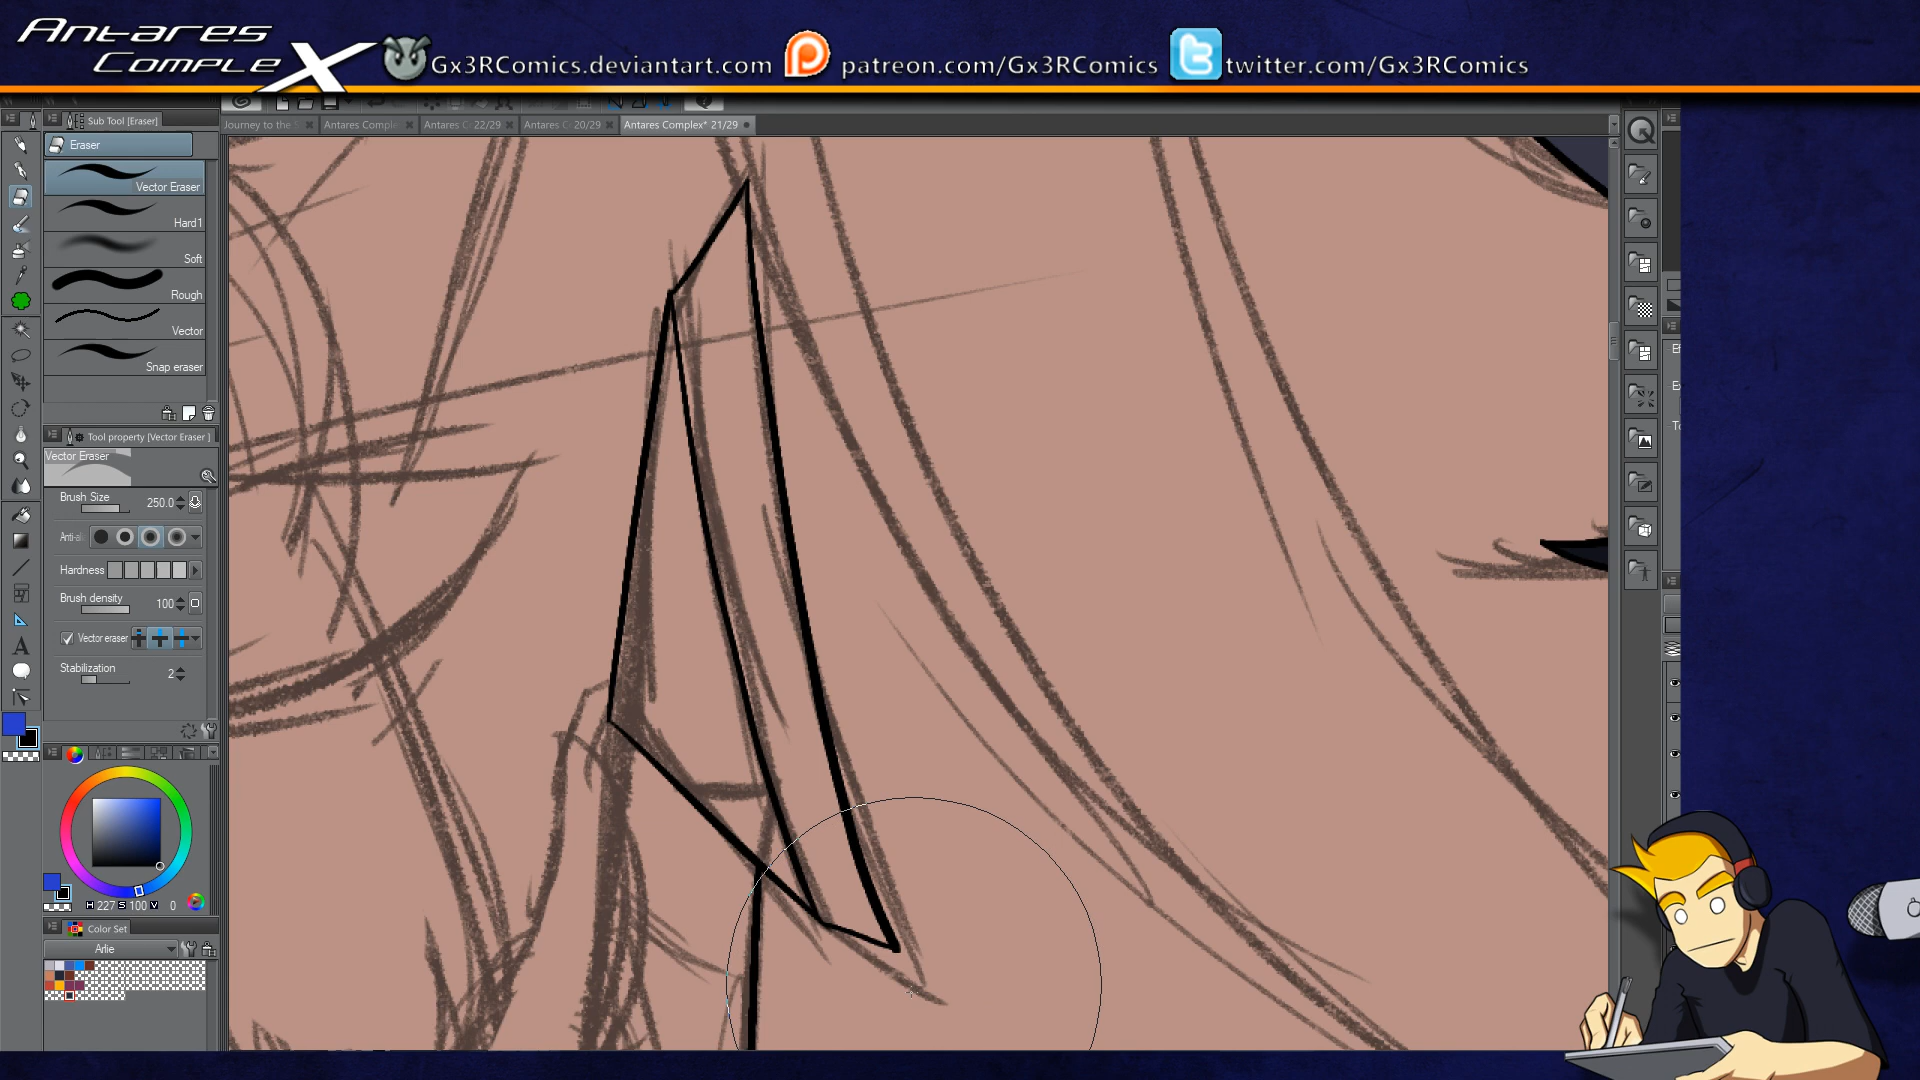 Antares
Complex
Gx3RComics.deviantart.com
patreon.com/Gx3RComics
twitter.com/Gx3RComics
Sub Tool [Eraser]
Journey to the
Antares Comple
Antares C 22/29
Antares C 20/29
Antares Complex* 21/29
Eraser
Vector Eraser
Hard1
Soft
Rough
Vector
Snap eraser
Tool property [Vector Eraser ]
Vector Eraser
Brush Size 250.0
Anti-al
Hardness
Brush density 100
Vector eraser
Stabilization 2
H 227 S 100 V 0
Color Set
Arlie